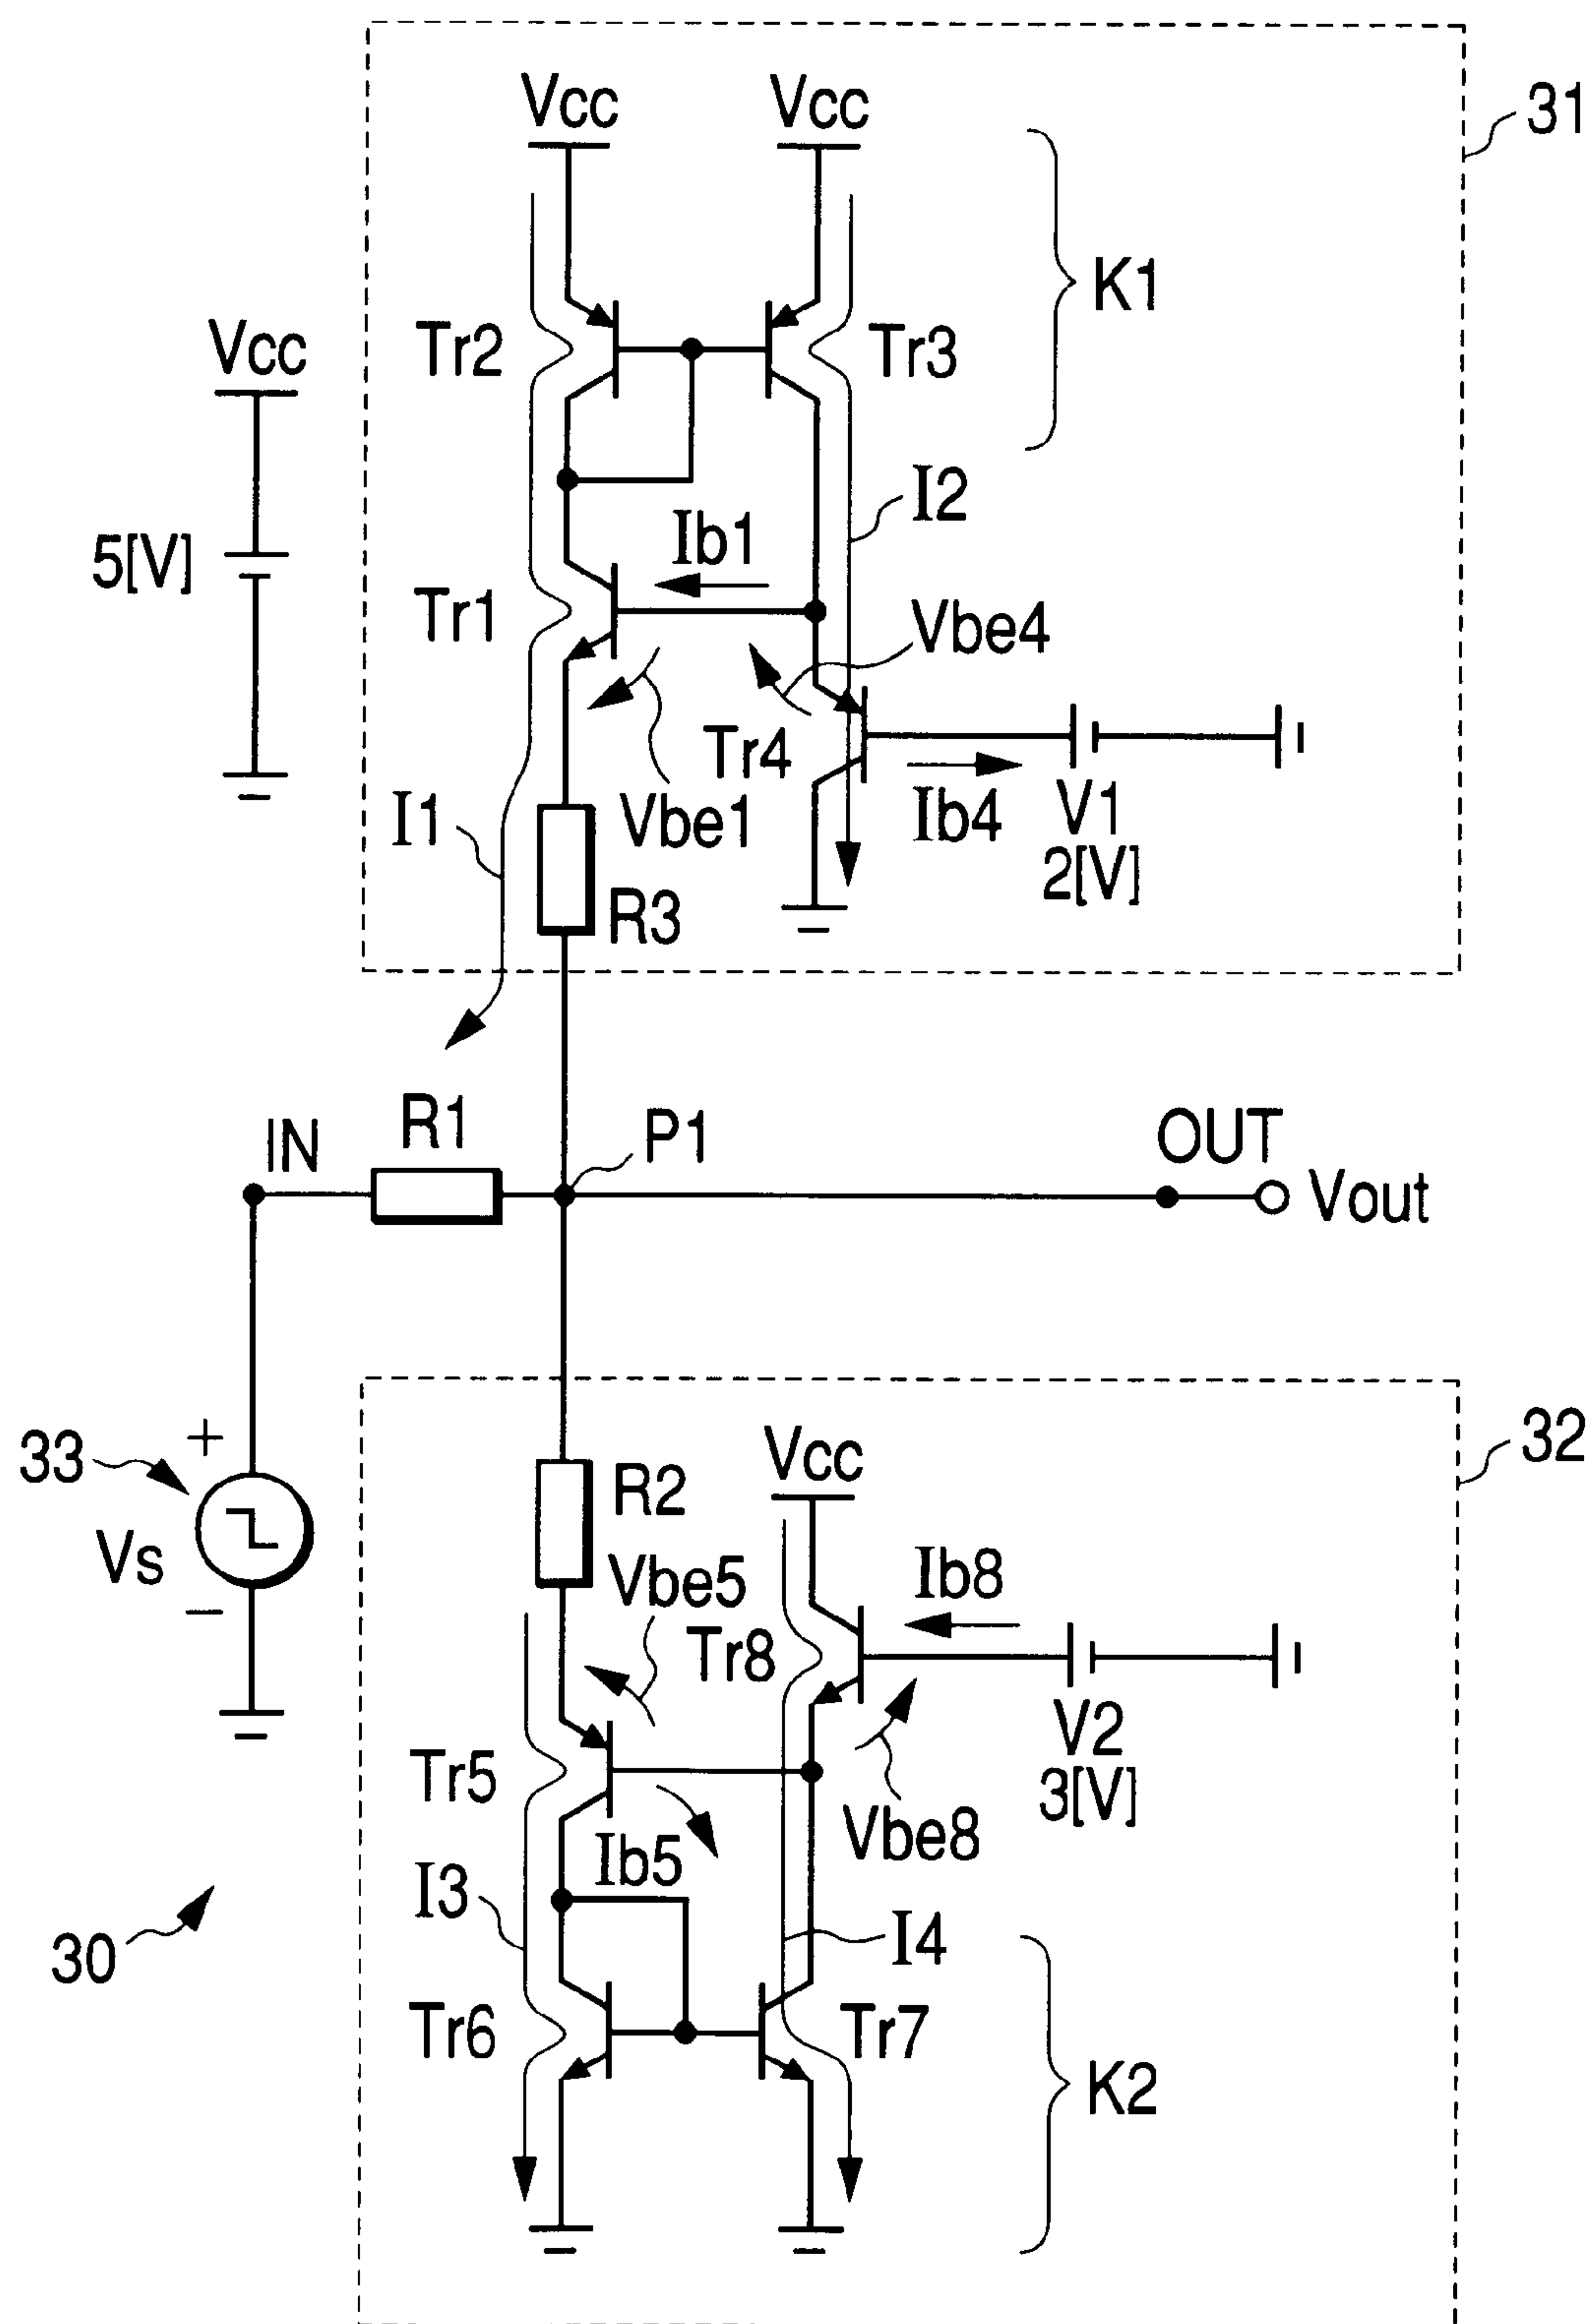 Vcc Vcc
31
K1
Tr2 Tr3
Vcc
I2
Ib1
5[V]
Tr1
Vbe4
Tr4
Vbe1
Ib4
V1
2[V]
I1
R3
IN
R1
P1
OUT
Vout
32
Vcc
33
+
R2
Vs
Vbe5
Ib8
−
Tr8
V2
3[V]
Tr5
Vbe8
Ib5
I3
I4
30
Tr6 Tr7
K2